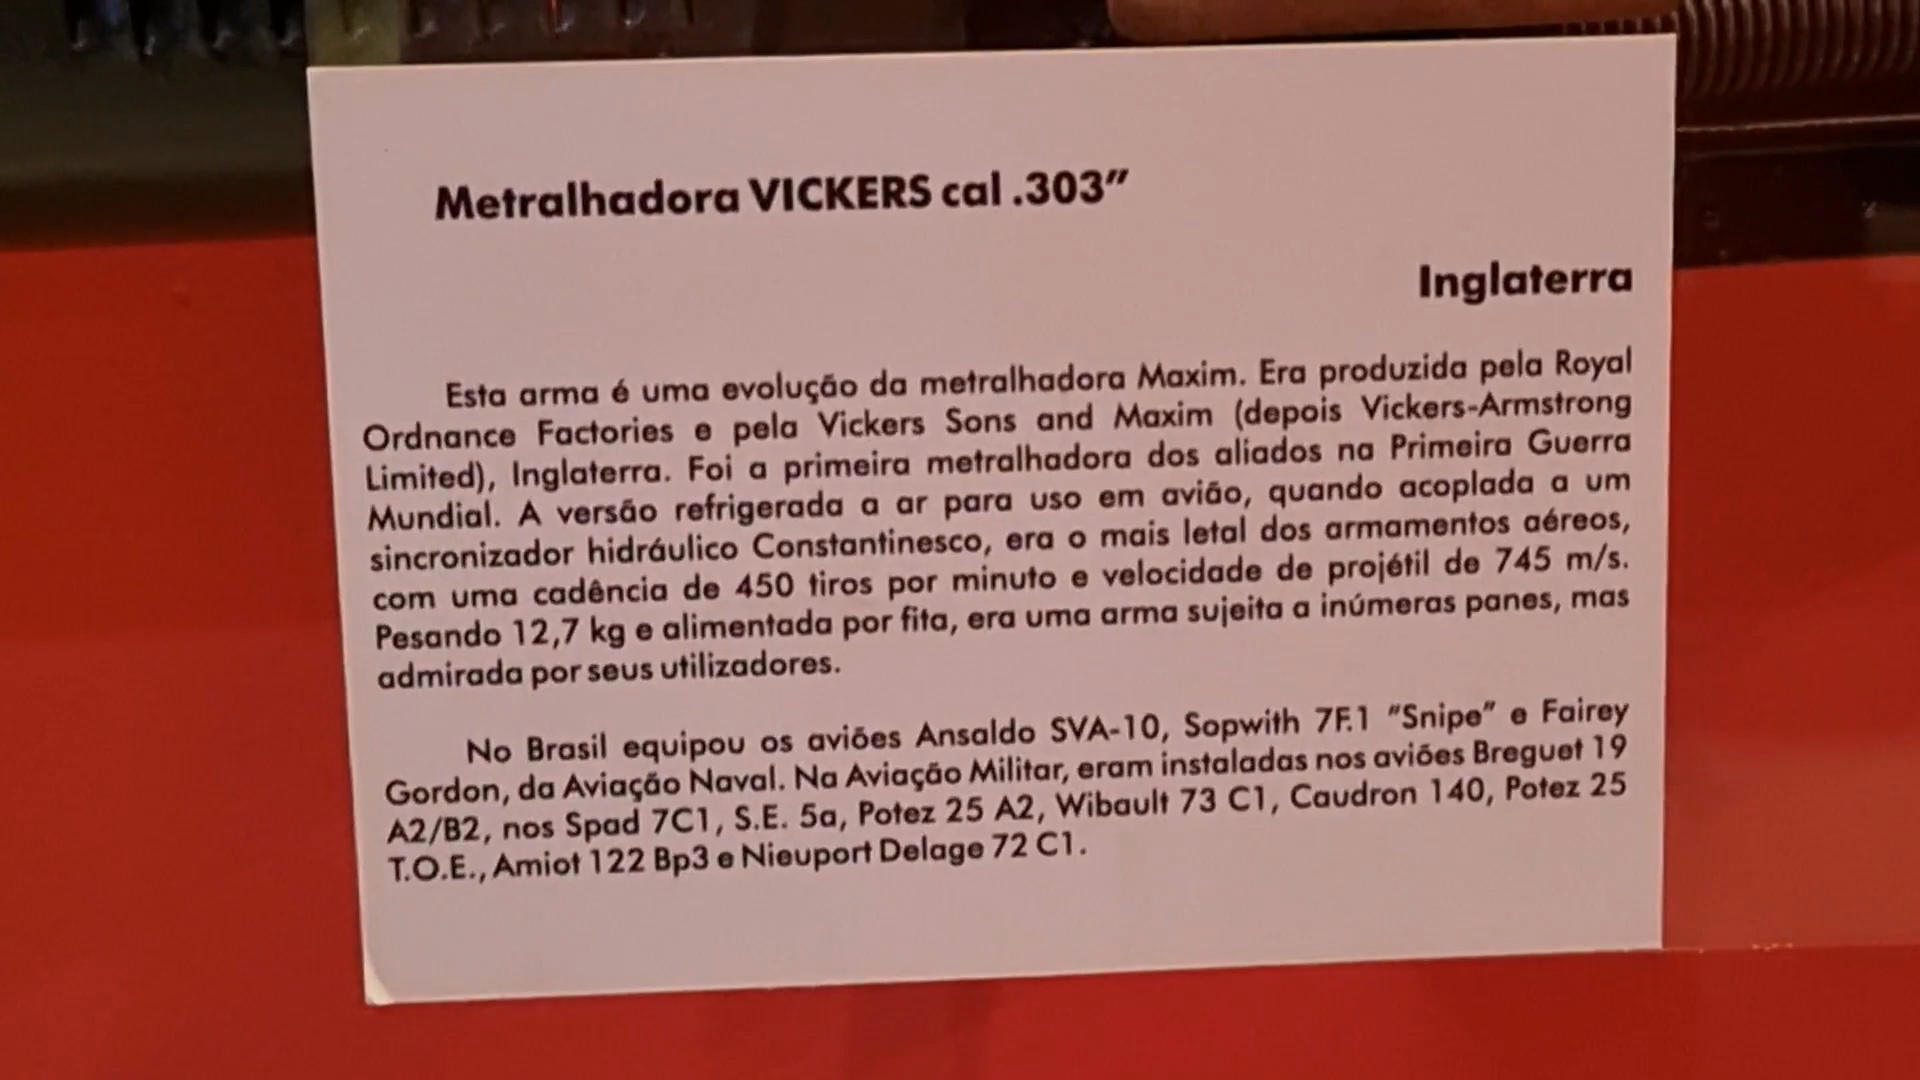 Metralhadora VICKERS cal .303"
Inglaterra
Esta arma é uma evolução da metralhadora Maxim. Era produzida pela Royal
Ordnance Factories e pela Vickers Sons and Maxim (depois Vickers-Armstrong
Limited), Inglaterra. Foi a primeira metralhadora dos aliados na Primeira Guerra
Mundial. A versão refrigerada a ar para uso em avião, quando acoplada a um
sincronizador hidráulico Constantinesco, era o mais letal dos armamentos aéreos,
com uma cadência de 450 tiros por minuto e velocidade de projétil de 745 m/s.
Pesando 12,7 kg e alimentada por fita, era uma arma sujeita a inúmeras panes, mas
admirada por seus utilizadores.
No Brasil equipou os aviões Ansaldo SVA-10, Sopwith 7F.1 "Snipe" e Fairey
Gordon, da Aviação Naval. Na Aviação Militar, eram instaladas nos aviões Breguet 19
A2/B2, nos Spad 7C1, S.E. 5a, Potez 25 A2, Wibault 73 C1, Caudron 140, Potez 25
T.O.E., Amiot 122 Bp3 e Nieuport Delage 72 C1.